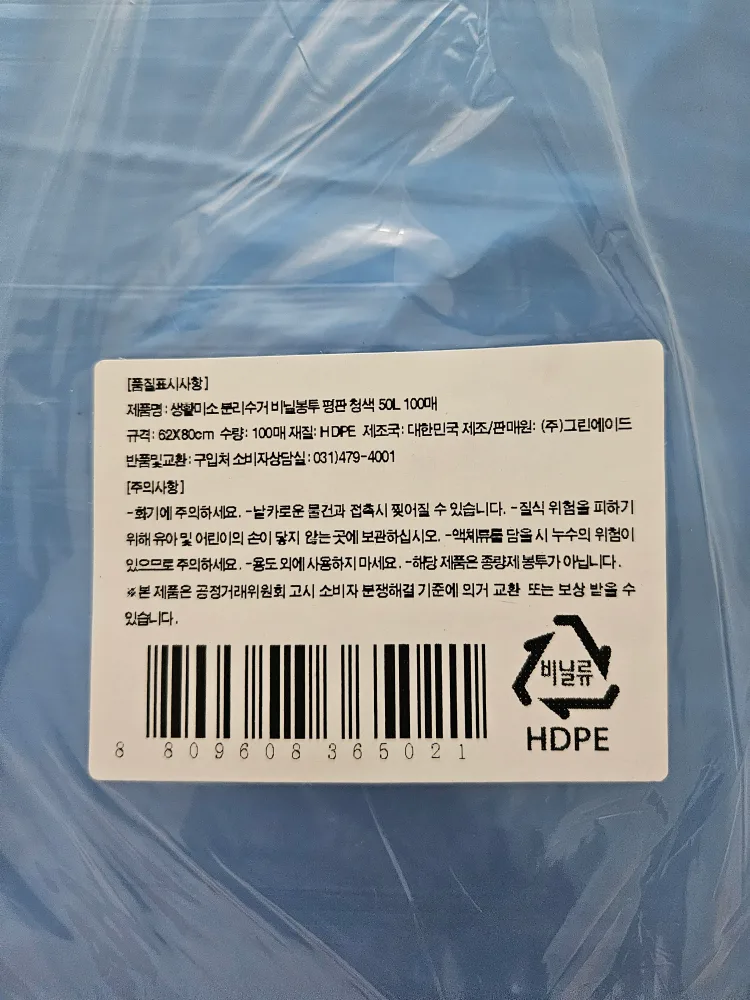 [품질표시사항]
제품명 : 생활미소 분리수거 비닐봉투 평판 청색 50L 100매
규격: 62X80cm 수량: 100매 재질: HDPE 제조국: 대한민국 제조/판매원: (주)그린에이드
반품및교환: 구입처 소비자상담실: 031)479-4001
[주의사항]
-화기에 주의하세요. -날카로운 물건과 접촉시 찢어질 수 있습니다. -질식 위험을 피하기
위해 유아 및 어린이의 손이 닿지 않는 곳에 보관하십시오. -액체류를 담을 시 누수의 위험이
있으므로 주의하세요. -용도 외에 사용하지 마세요. -해당 제품은 종량제 봉투가 아닙니다.
※본 제품은 공정거래위원회 고시 소비자 분쟁해결 기준에 의거 교환 또는 보상 받을 수
있습니다.
비닐류
HDPE
8 809608 365021